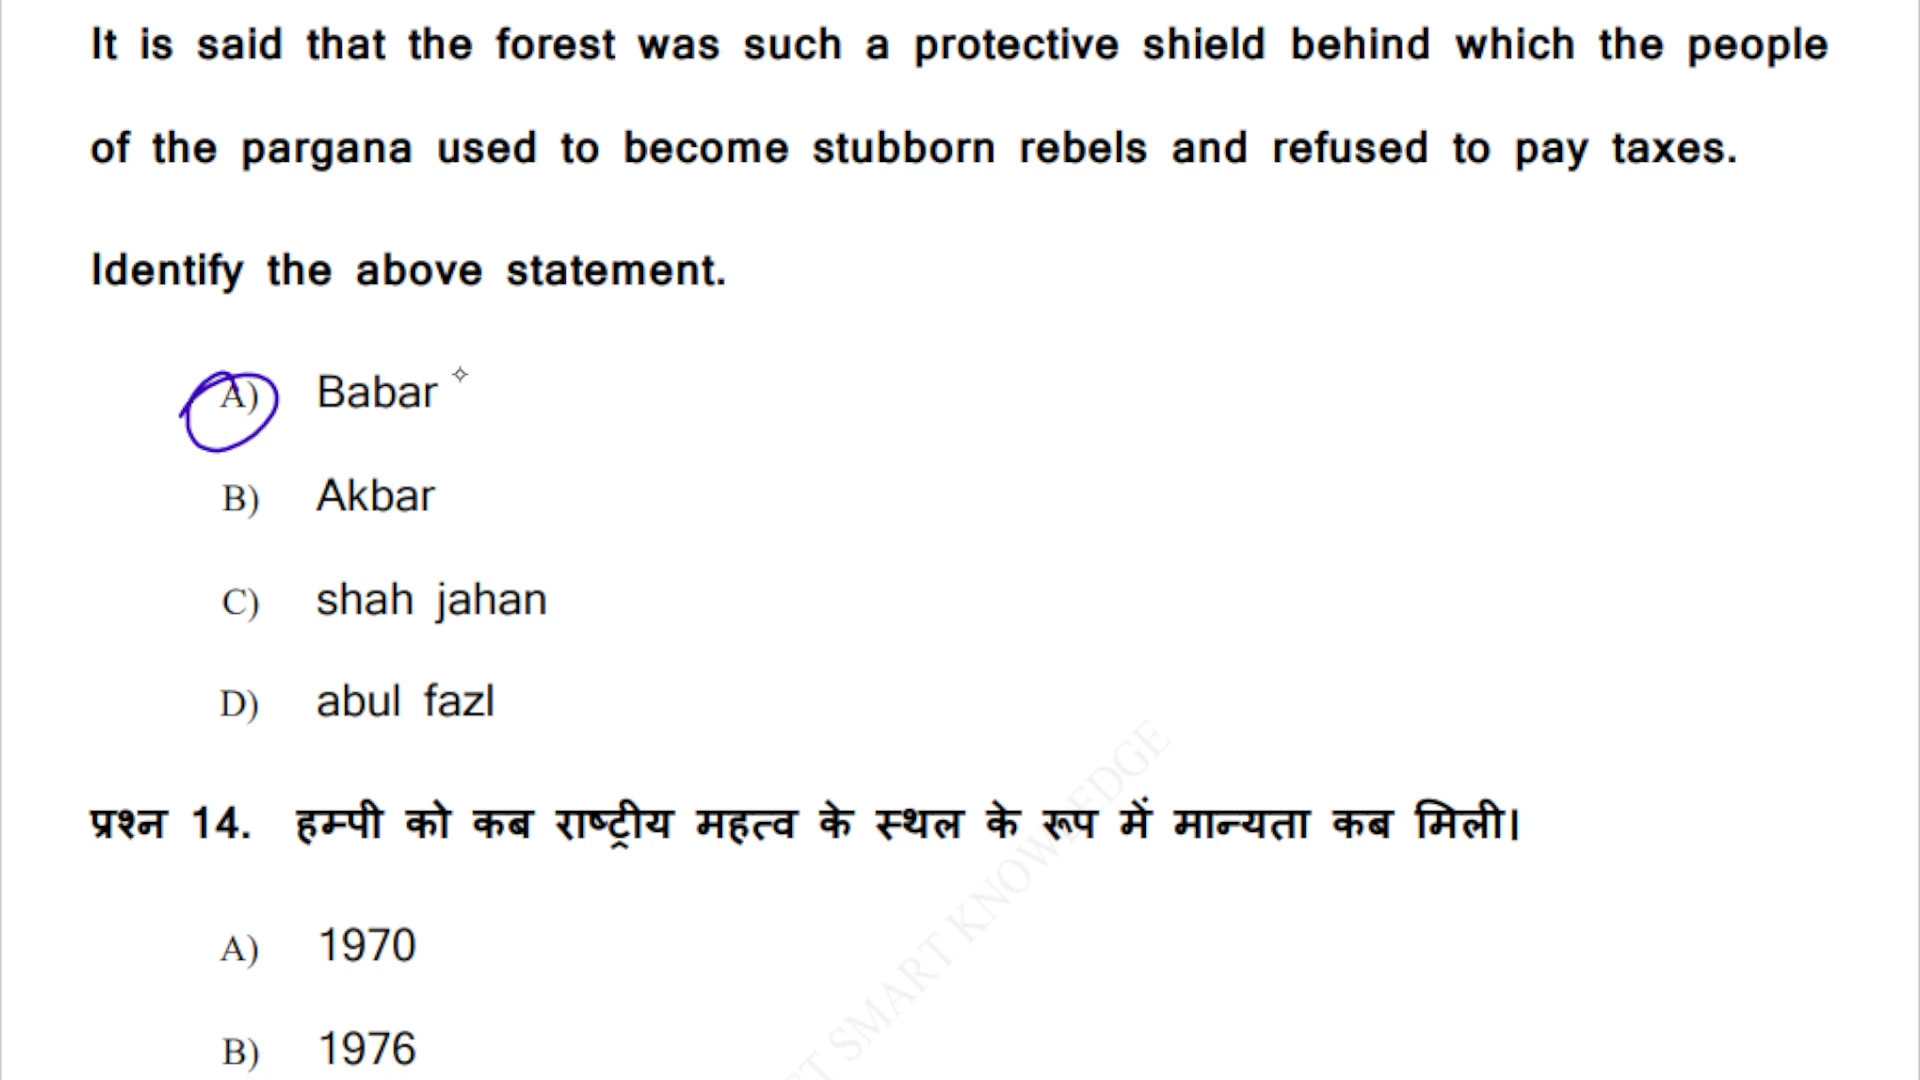 It is said that the forest was such a protective shield behind which the people
of the pargana used to become stubborn rebels and refused to pay taxes.
Identify the above statement.
A) Babar
B) Akbar
C) shah jahan
D) abul fazl
प्रश्न 14. हम्पी को कब राष्ट्रीय महत्व के स्थल के रूप में मान्यता कब मिली।
A) 1970
B) 1976
SMART KNOWLEDGE